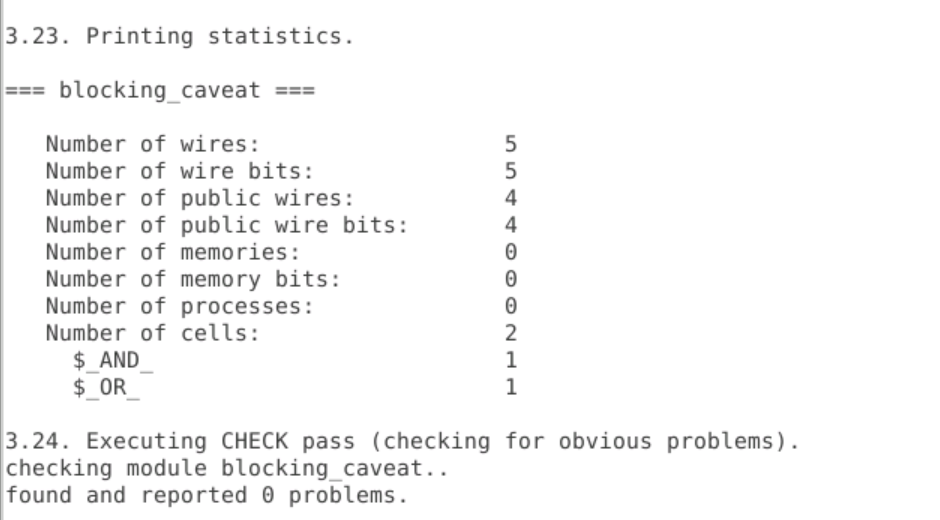 3.23. Printing statistics.
=== blocking_caveat ===
Number of wires: 5
Number of wire bits: 5
Number of public wires: 4
Number of public wire bits: 4
Number of memories: 0
Number of memory bits: 0
Number of processes: 0
Number of cells: 2
$_AND_ 1
$_OR_ 1
3.24. Executing CHECK pass (checking for obvious problems).
checking module blocking_caveat..
found and reported 0 problems.